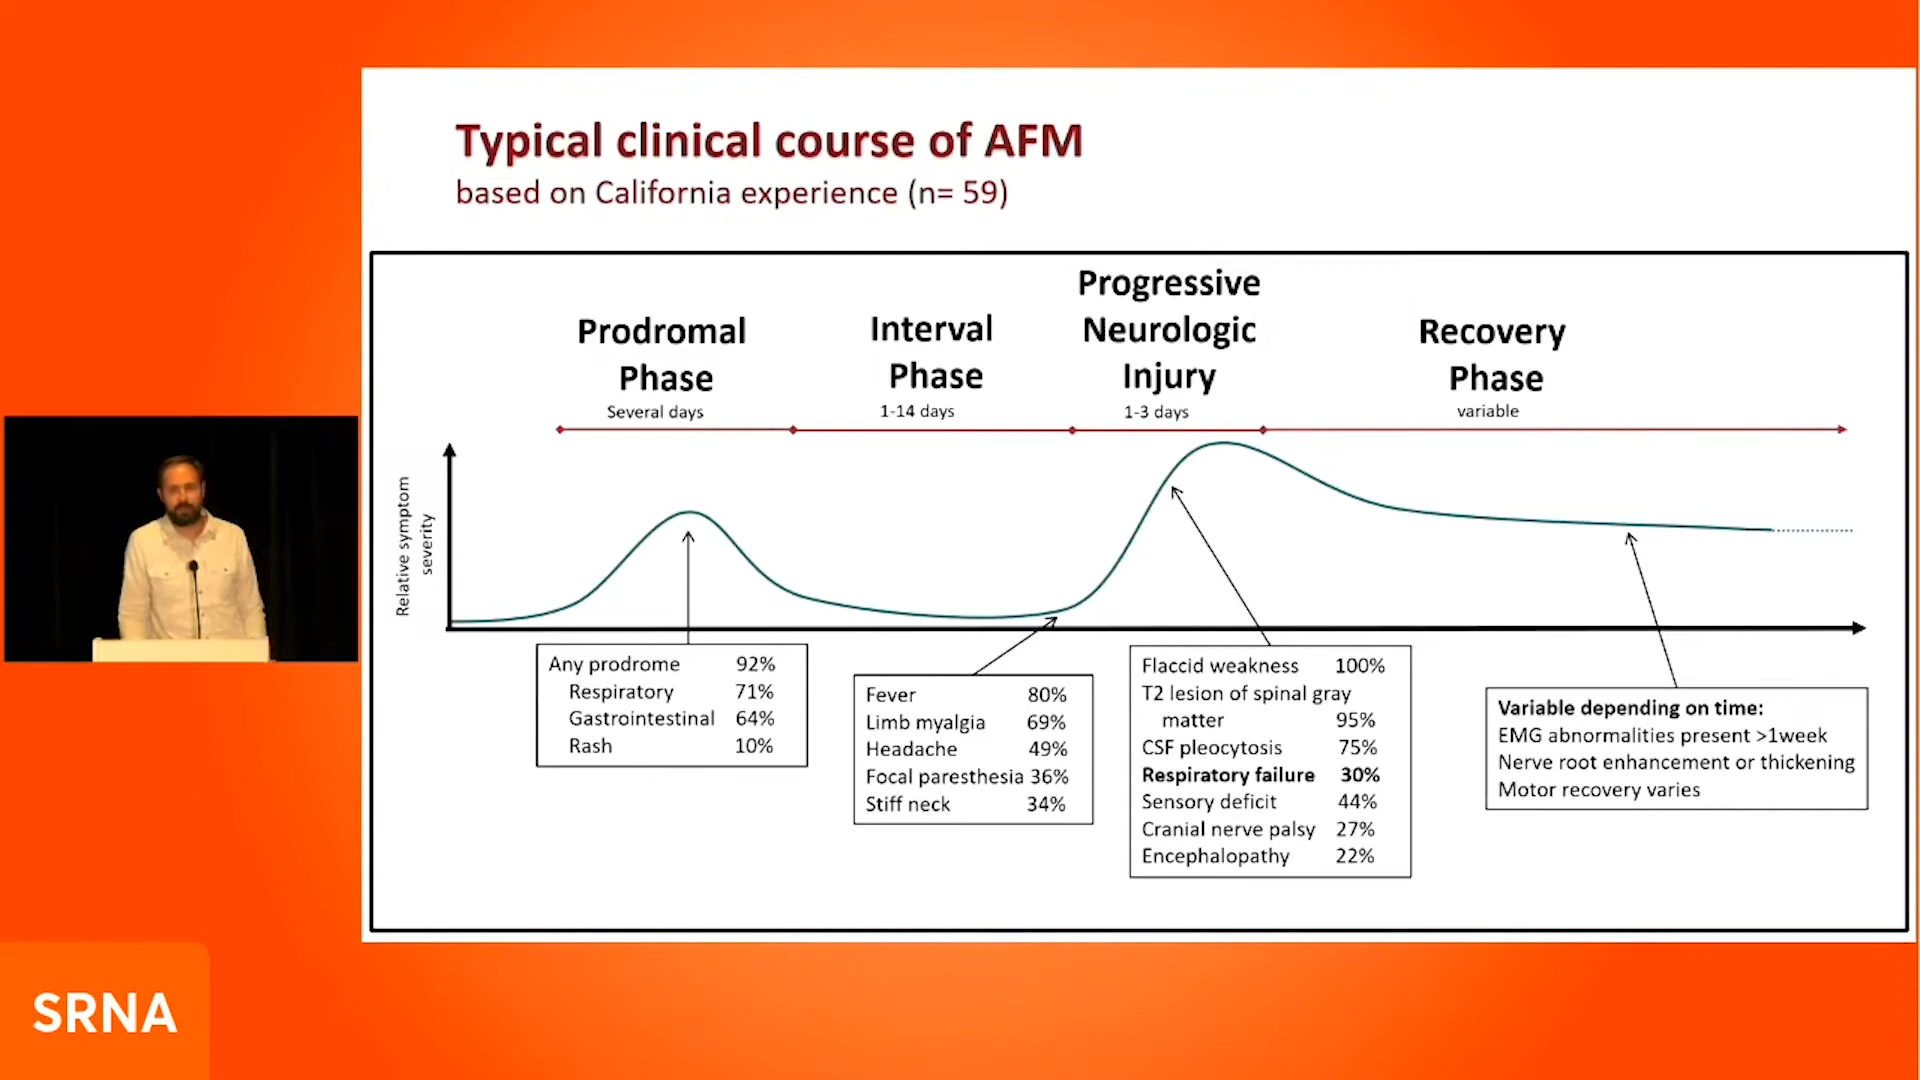 Typical clinical course of AFM
based on California experience (n= 59)
Prodromal
Phase
Several days
Interval
Phase
1-14 days
Progressive
Neurologic
Injury
1-3 days
Recovery
Phase
variable
Relative symptom
severity
Any prodrome 92%
Respiratory 71%
Gastrointestinal 64%
Rash 10%
Fever 80%
Limb myalgia 69%
Headache 49%
Focal paresthesia 36%
Stiff neck 34%
Flaccid weakness 100%
T2 lesion of spinal gray
matter 95%
CSF pleocytosis 75%
Respiratory failure 30%
Sensory deficit 44%
Cranial nerve palsy 27%
Encephalopathy 22%
Variable depending on time:
EMG abnormalities present >1week
Nerve root enhancement or thickening
Motor recovery varies
SRNA